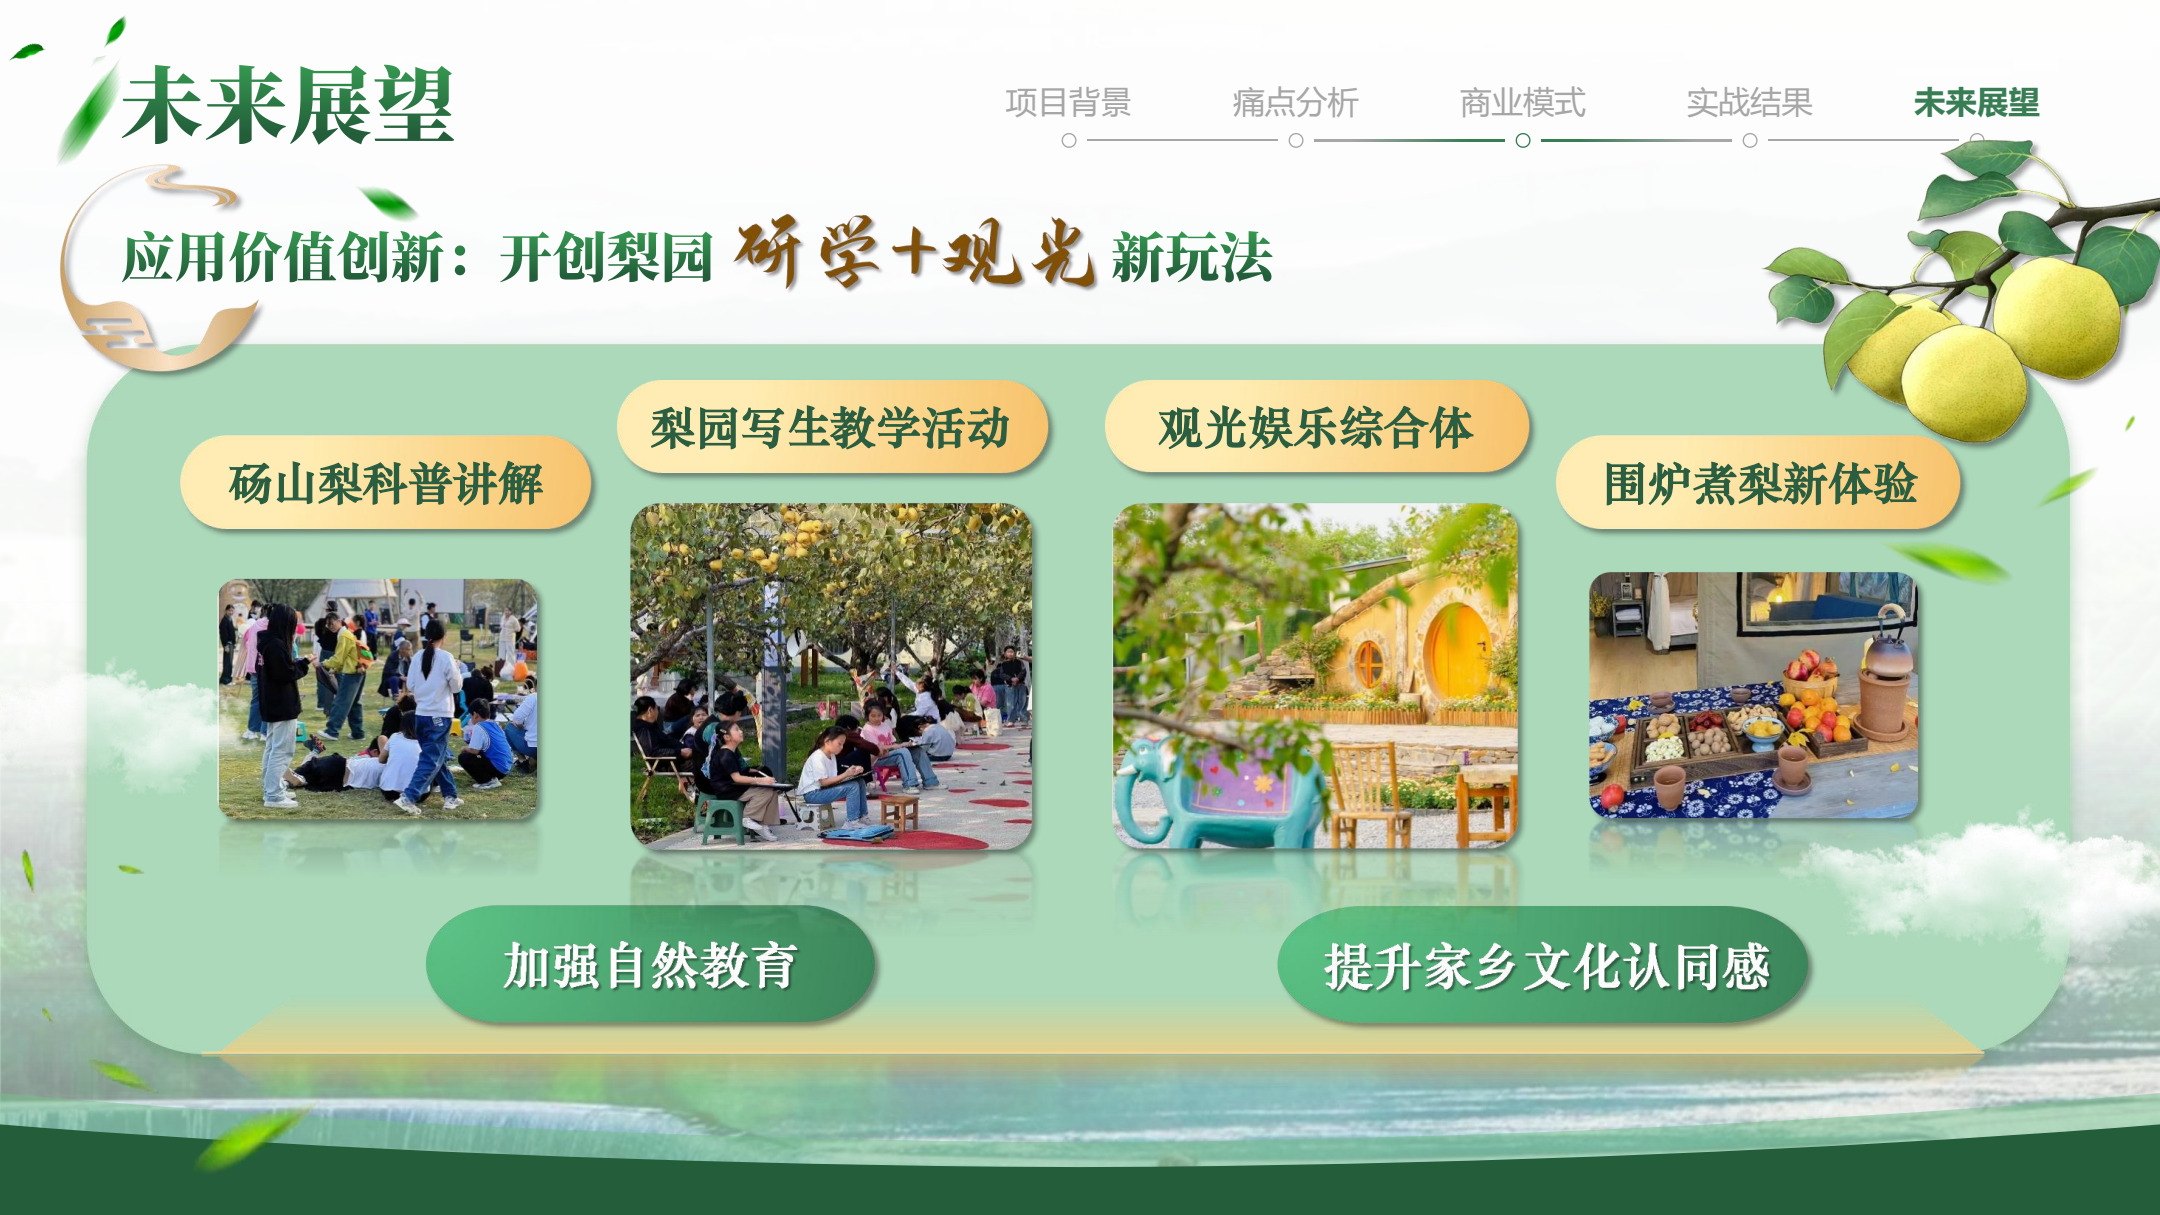 未来展望
项目背景 痛点分析 商业模式 实战结果 未来展望
应用价值创新：开创梨园 研学+观光 新玩法
砀山梨科普讲解
梨园写生教学活动
观光娱乐综合体
围炉煮梨新体验
加强自然教育
提升家乡文化认同感